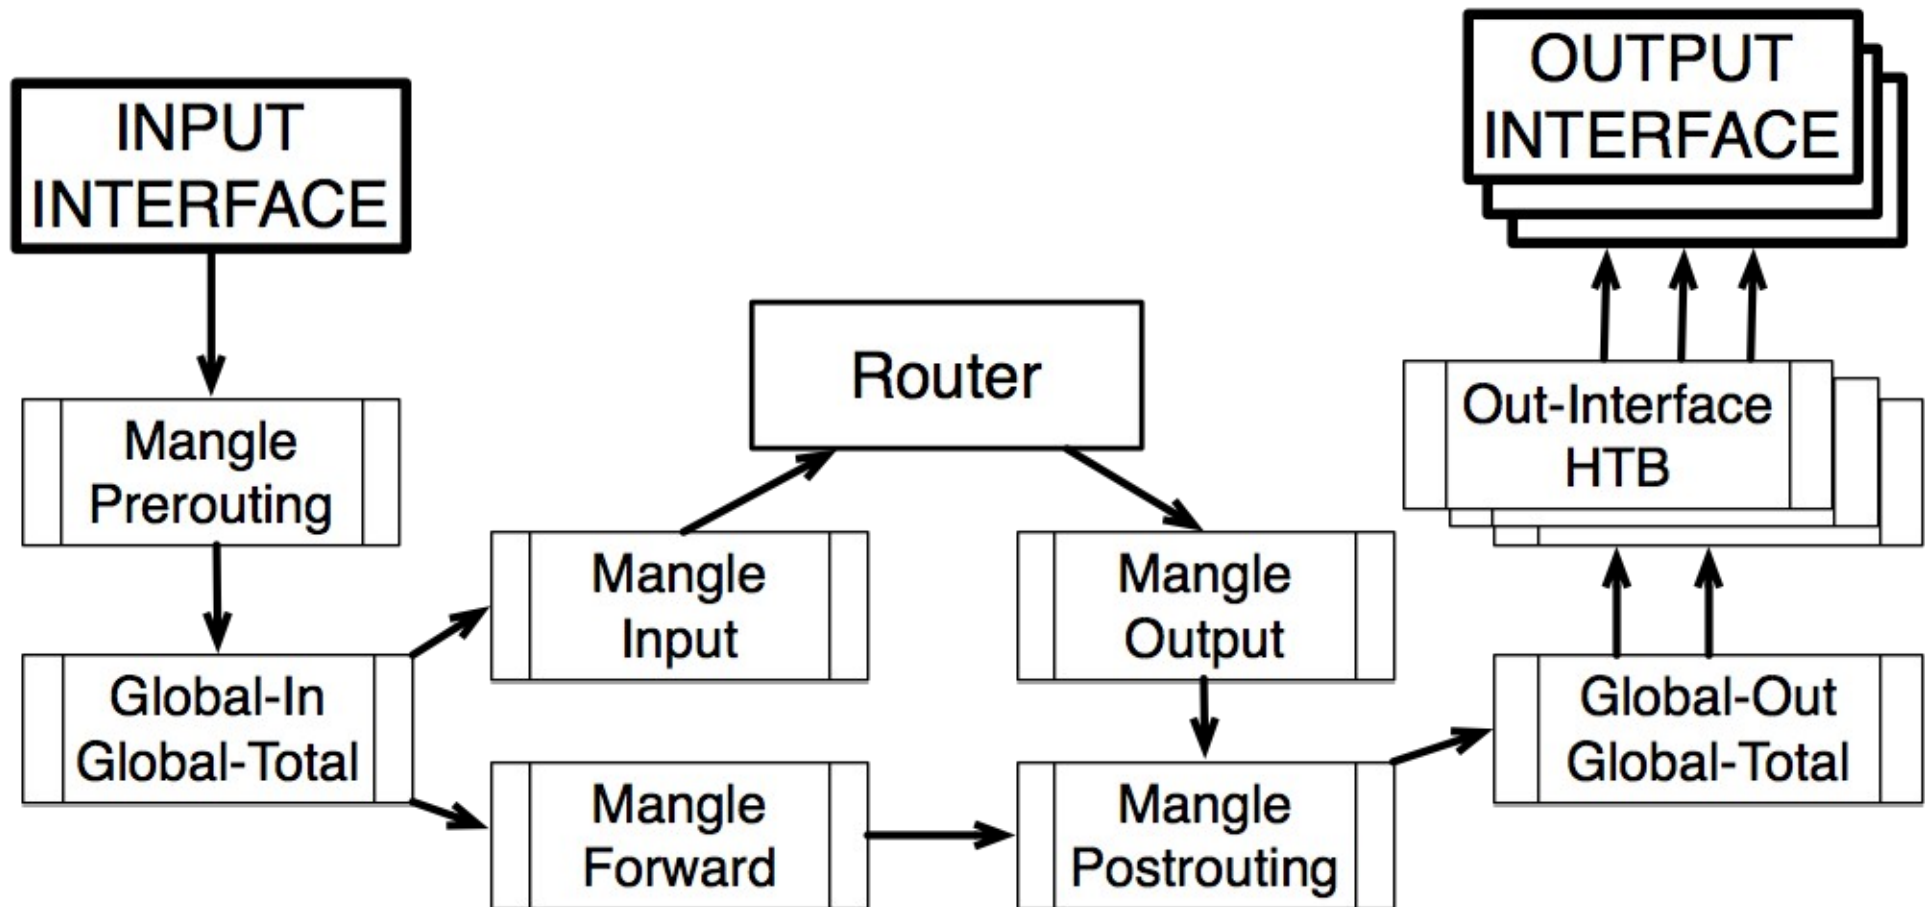 INPUT
INTERFACE
OUTPUT
INTERFACE
Router
Mangle
Prerouting
Out-Interface
HTB
Mangle
Input
Mangle
Output
Global-In
Global-Total
Global-Out
Global-Total
Mangle
Forward
Mangle
Postrouting